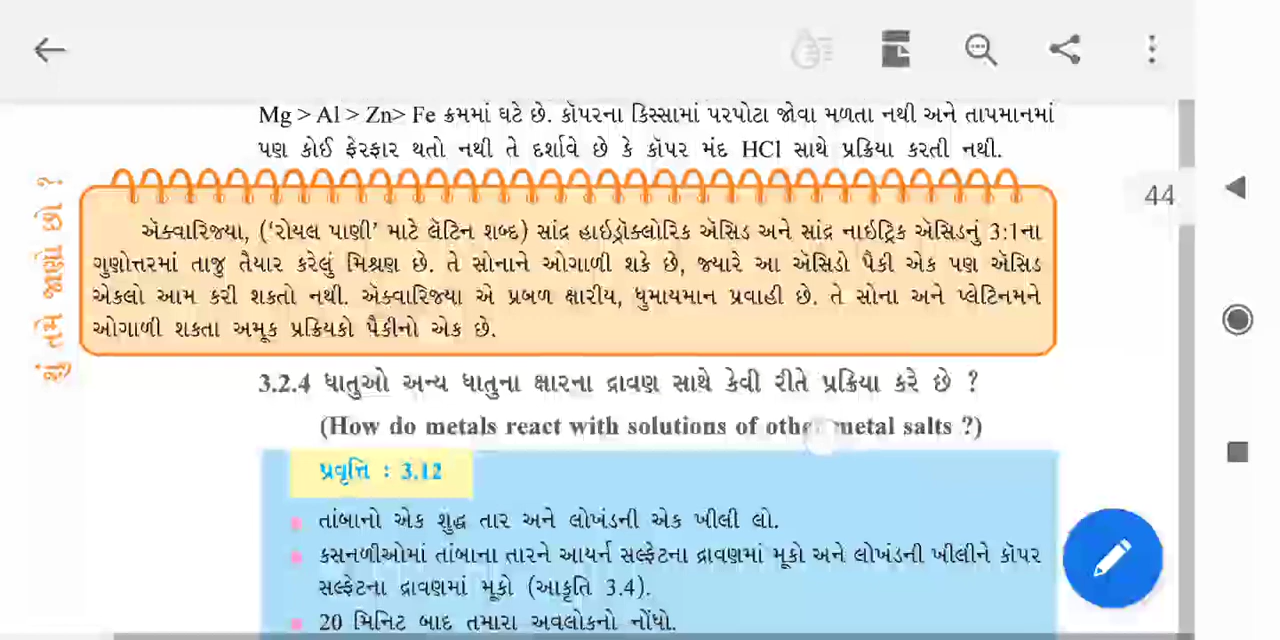 Mg > Al > Zn> Fe ક્રમમાં ઘટે છે. કૉપરના કિસ્સામાં પરપોટા જોવા મળતા નથી અને તાપમાનમાં
પણ કોઈ ફેરફાર થતો નથી તે દર્શાવે છે કે કૉપર મંદ HCl સાથે પ્રક્રિયા કરતી નથી.
શું તમે જાણો છો ?
44
ઍક્વારિજ્યા, (‘રોયલ પાણી’ માટે લૅટિન શબ્દ) સાંદ્ર હાઇડ્રૉક્લોરિક ઍસિડ અને સાંદ્ર નાઈટ્રિક ઍસિડનું 3:1ના
ગુણોત્તરમાં તાજુ તૈયાર કરેલું મિશ્રણ છે. તે સોનાને ઓગાળી શકે છે, જ્યારે આ ઍસિડો પૈકી એક પણ ઍસિડ
એકલો આમ કરી શકતો નથી. ઍક્વારિજ્યા એ પ્રબળ ક્ષારીય, ધુમાયમાન પ્રવાહી છે. તે સોના અને પ્લેટિનમને
ઓગાળી શકતા અમૂક પ્રક્રિયકો પૈકીનો એક છે.
3.2.4 ધાતુઓ અન્ય ધાતુના ક્ષારના દ્રાવણ સાથે કેવી રીતે પ્રક્રિયા કરે છે ?
(How do metals react with solutions of other metal salts ?)
પ્રવૃત્તિ : 3.12
તાંબાનો એક શુદ્ધ તાર અને લોખંડની એક ખીલી લો.
કસનળીઓમાં તાંબાના તારને આયર્ન સલ્ફેટના દ્રાવણમાં મૂકો અને લોખંડની ખીલીને કૉપર
સલ્ફેટના દ્રાવણમાં મૂકો (આકૃતિ 3.4).
20 મિનિટ બાદ તમારા અવલોકનો નોંધો.